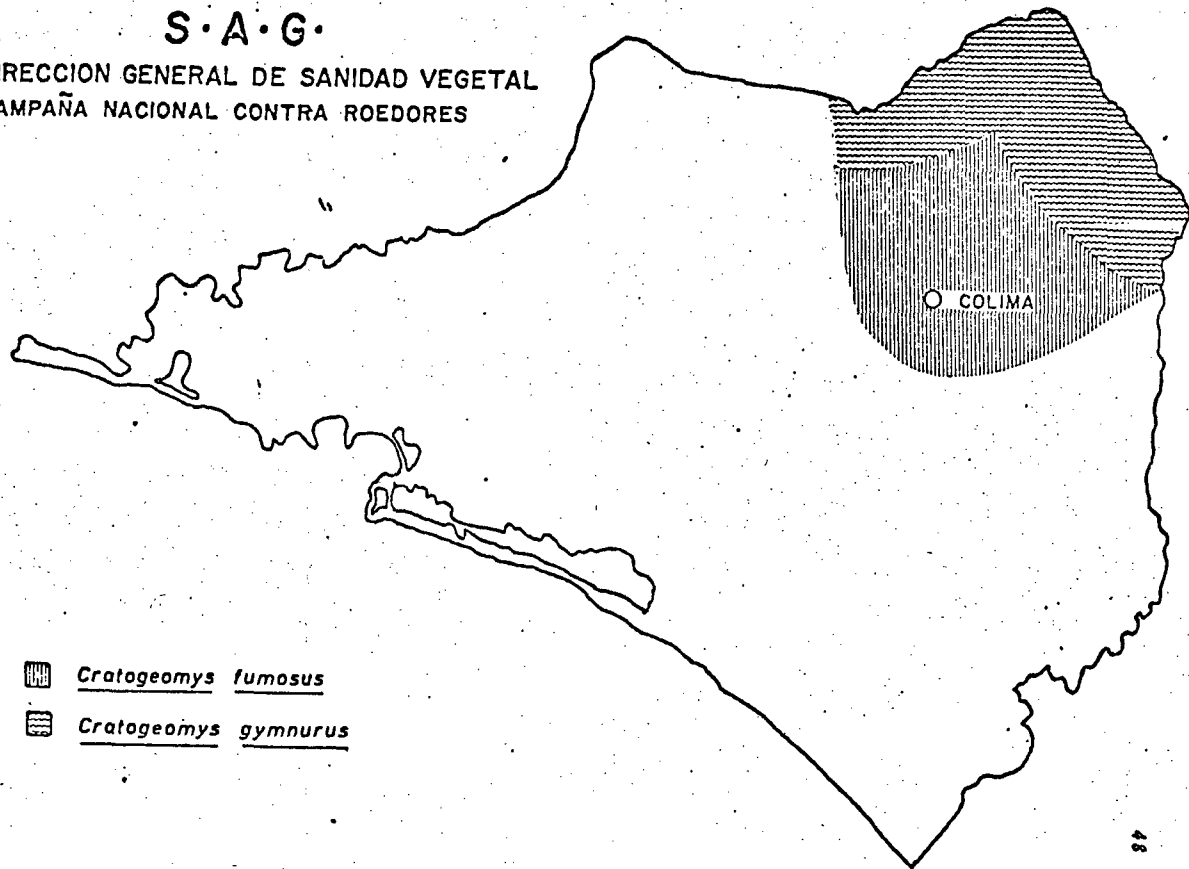 S·A·G·
RECCION GENERAL DE SANIDAD VEGETAL
AMPAÑA NACIONAL CONTRA ROEDORES
COLIMA
Cratogeomys fumosus
Cratogeomys gymnurus
48